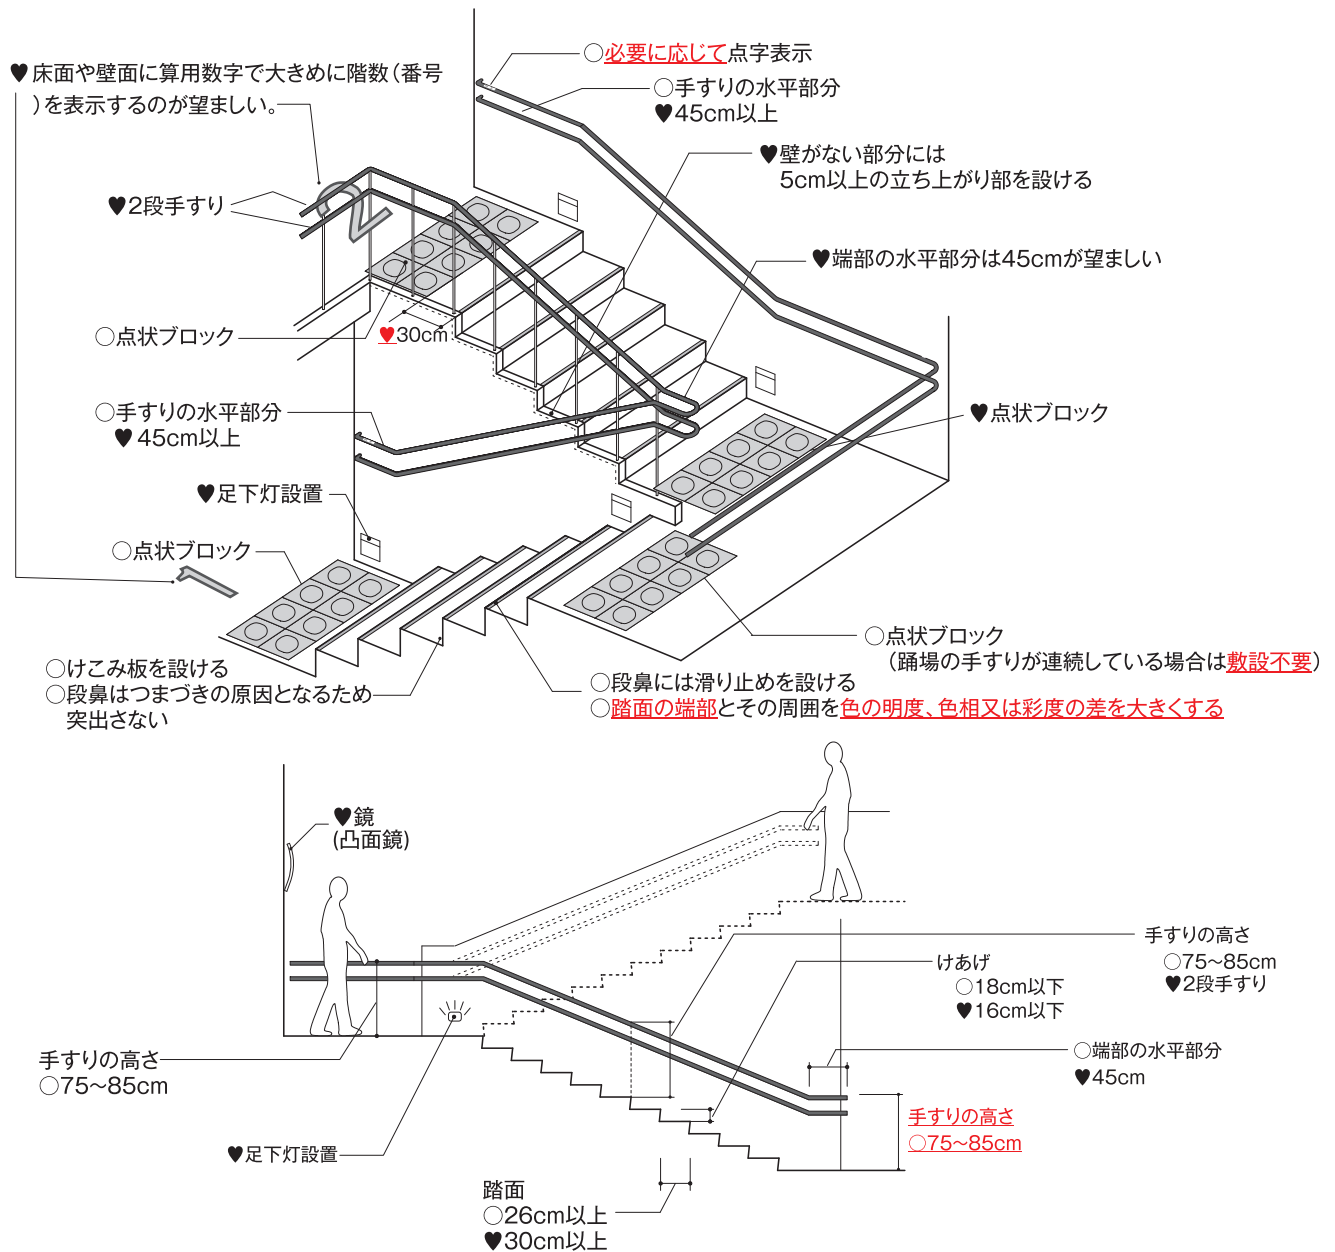 ○必要に応じて点字表示
♥床面や壁面に算用数字で大きめに階数(番号
)を表示するのが望ましい。
○手すりの水平部分
♥45cm以上
♥壁がない部分には
5cm以上の立ち上がり部を設ける
♥2段手すり
2
♥端部の水平部分は45cmが望ましい
○点状ブロック
♥30cm
○手すりの水平部分
♥45cm以上
♥点状ブロック
♥足下灯設置
○点状ブロック
1
○点状ブロック
(踊場の手すりが連続している場合は敷設不要)
○けこみ板を設ける
○段鼻はつまづきの原因となるため
突出さない
○段鼻には滑り止めを設ける
○踏面の端部とその周囲を色の明度、色相又は彩度の差を大きくする
♥鏡
(凸面鏡)
手すりの高さ
○75～85cm
♥2段手すり
けあげ
○18cm以下
♥16cm以下
手すりの高さ
○75～85cm
○端部の水平部分
♥45cm
手すりの高さ
○75～85cm
♥足下灯設置
踏面
○26cm以上
♥30cm以上